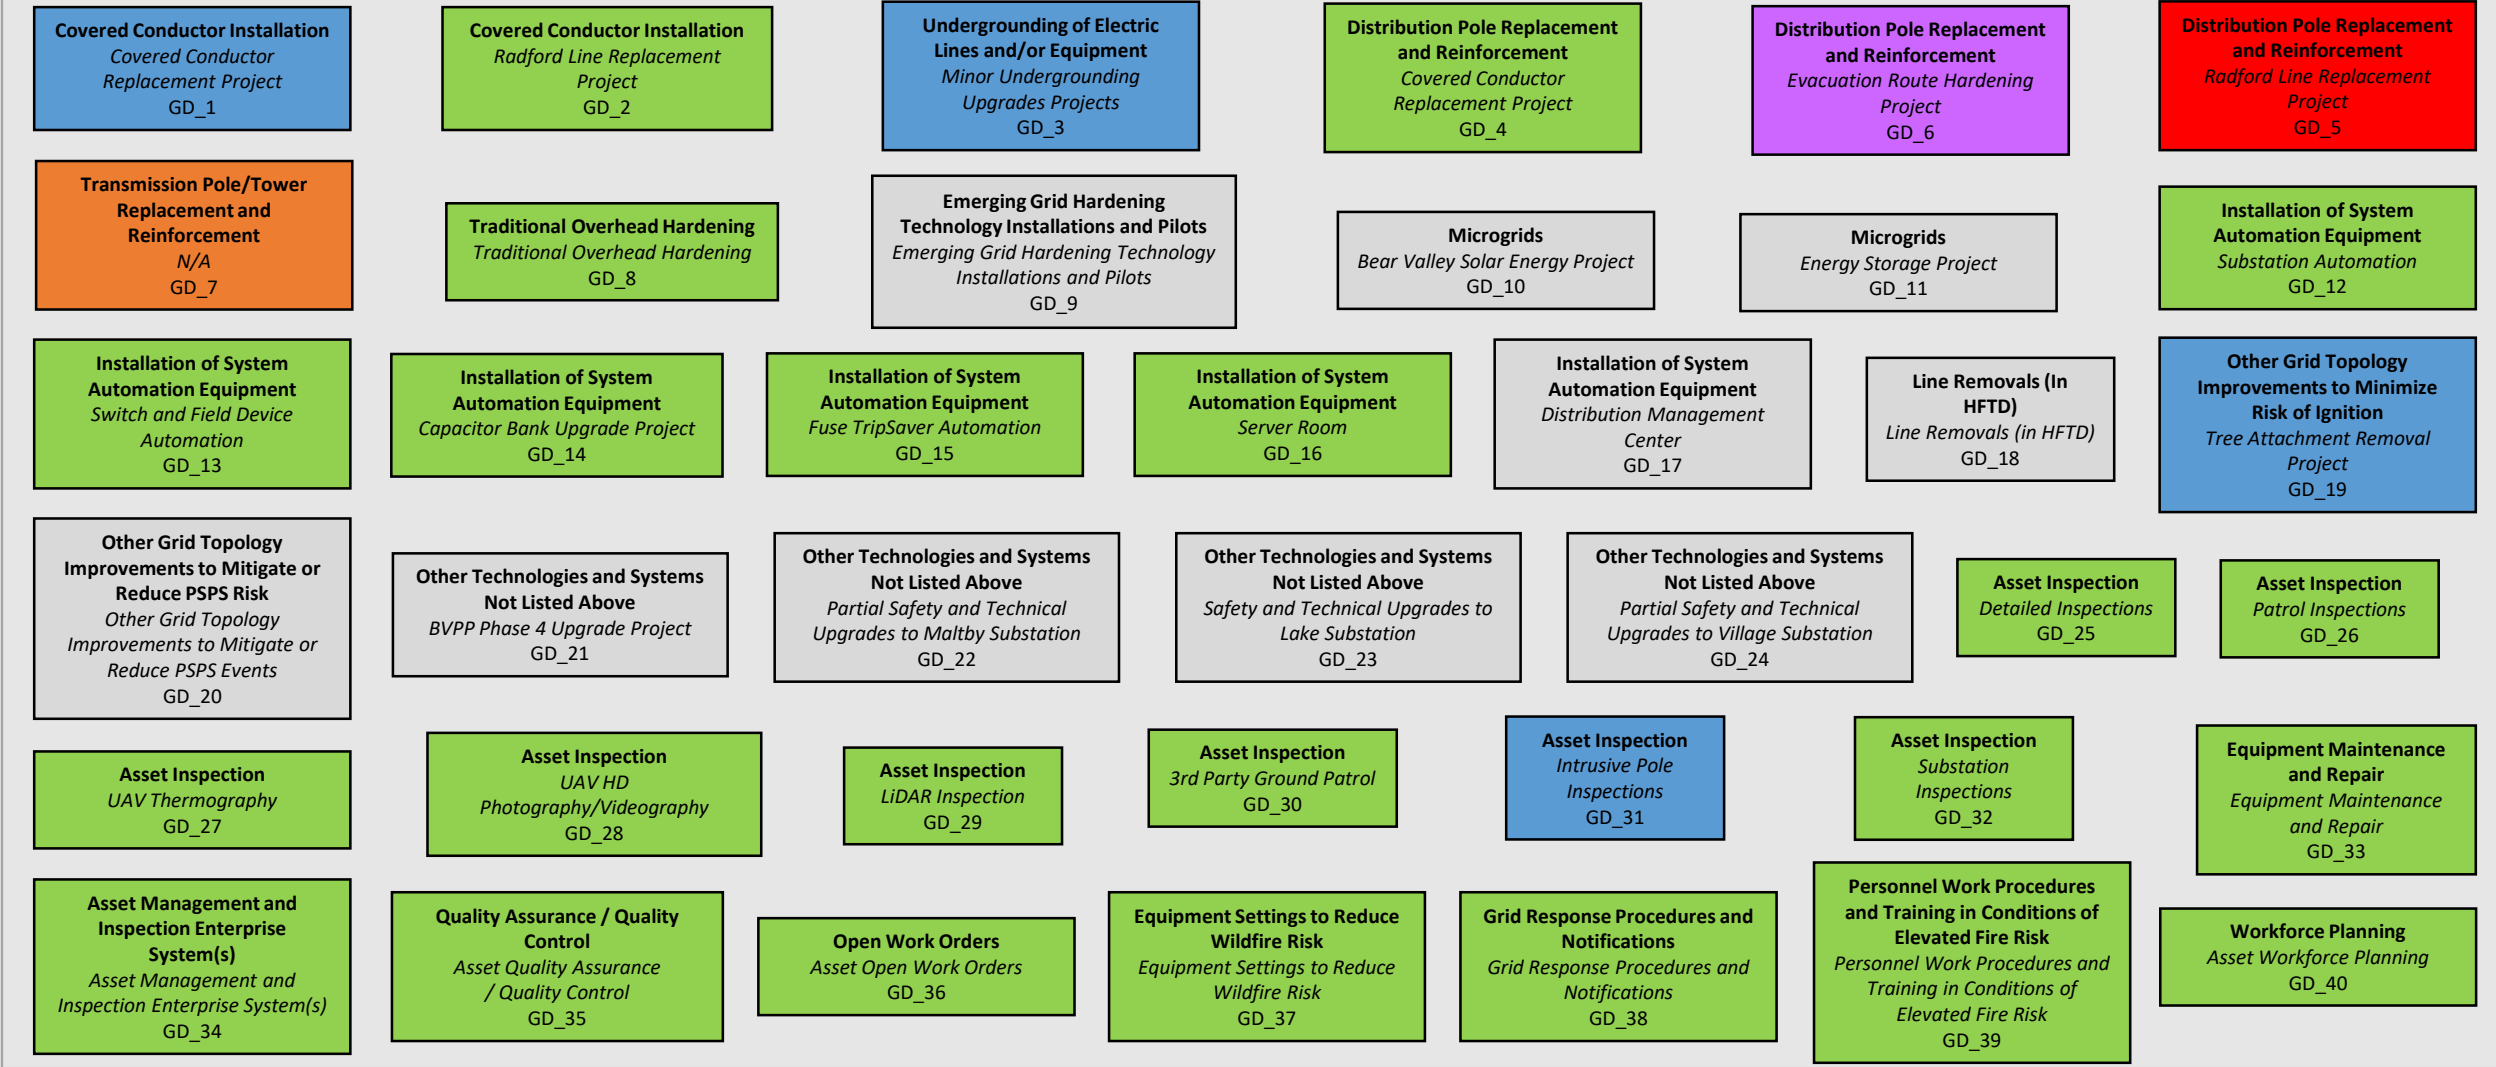 Covered Conductor Installation
Covered Conductor
Replacement Project
GD_1
Covered Conductor Installation
Radford Line Replacement
Project
GD_2
Undergrounding of Electric
Lines and/or Equipment
Minor Undergrounding
Upgrades Projects
GD_3
Distribution Pole Replacement
and Reinforcement
Covered Conductor
Replacement Project
GD_4
Distribution Pole Replacement
and Reinforcement
Evacuation Route Hardening
Project
GD_6
Distribution Pole Replacement
and Reinforcement
Radford Line Replacement
Project
GD_5
Transmission Pole/Tower
Replacement and
Reinforcement
N/A
GD_7
Traditional Overhead Hardening
Traditional Overhead Hardening
GD_8
Emerging Grid Hardening
Technology Installations and Pilots
Emerging Grid Hardening Technology
Installations and Pilots
GD_9
Microgrids
Bear Valley Solar Energy Project
GD_10
Microgrids
Energy Storage Project
GD_11
Installation of System
Automation Equipment
Substation Automation
GD_12
Installation of System
Automation Equipment
Switch and Field Device
Automation
GD_13
Installation of System
Automation Equipment
Capacitor Bank Upgrade Project
GD_14
Installation of System
Automation Equipment
Fuse TripSaver Automation
GD_15
Installation of System
Automation Equipment
Server Room
GD_16
Installation of System
Automation Equipment
Distribution Management
Center
GD_17
Line Removals (In
HFTD)
Line Removals (in HFTD)
GD_18
Other Grid Topology
Improvements to Minimize
Risk of Ignition
Tree Attachment Removal
Project
GD_19
Other Grid Topology
Improvements to Mitigate or
Reduce PSPS Risk
Other Grid Topology
Improvements to Mitigate or
Reduce PSPS Events
GD_20
Other Technologies and Systems
Not Listed Above
BVPP Phase 4 Upgrade Project
GD_21
Other Technologies and Systems
Not Listed Above
Partial Safety and Technical
Upgrades to Maltby Substation
GD_22
Other Technologies and Systems
Not Listed Above
Safety and Technical Upgrades to
Lake Substation
GD_23
Other Technologies and Systems
Not Listed Above
Partial Safety and Technical
Upgrades to Village Substation
GD_24
Asset Inspection
Detailed Inspections
GD_25
Asset Inspection
Patrol Inspections
GD_26
Asset Inspection
UAV Thermography
GD_27
Asset Inspection
UAV HD
Photography/Videography
GD_28
Asset Inspection
LiDAR Inspection
GD_29
Asset Inspection
3rd Party Ground Patrol
GD_30
Asset Inspection
Intrusive Pole
Inspections
GD_31
Asset Inspection
Substation
Inspections
GD_32
Equipment Maintenance
and Repair
Equipment Maintenance
and Repair
GD_33
Asset Management and
Inspection Enterprise
System(s)
Asset Management and
Inspection Enterprise System(s)
GD_34
Quality Assurance / Quality
Control
Asset Quality Assurance
/ Quality Control
GD_35
Open Work Orders
Asset Open Work Orders
GD_36
Equipment Settings to Reduce
Wildfire Risk
Equipment Settings to Reduce
Wildfire Risk
GD_37
Grid Response Procedures and
Notifications
Grid Response Procedures and
Notifications
GD_38
Personnel Work Procedures
and Training in Conditions of
Elevated Fire Risk
Personnel Work Procedures and
Training in Conditions of
Elevated Fire Risk
GD_39
Workforce Planning
Asset Workforce Planning
GD_40